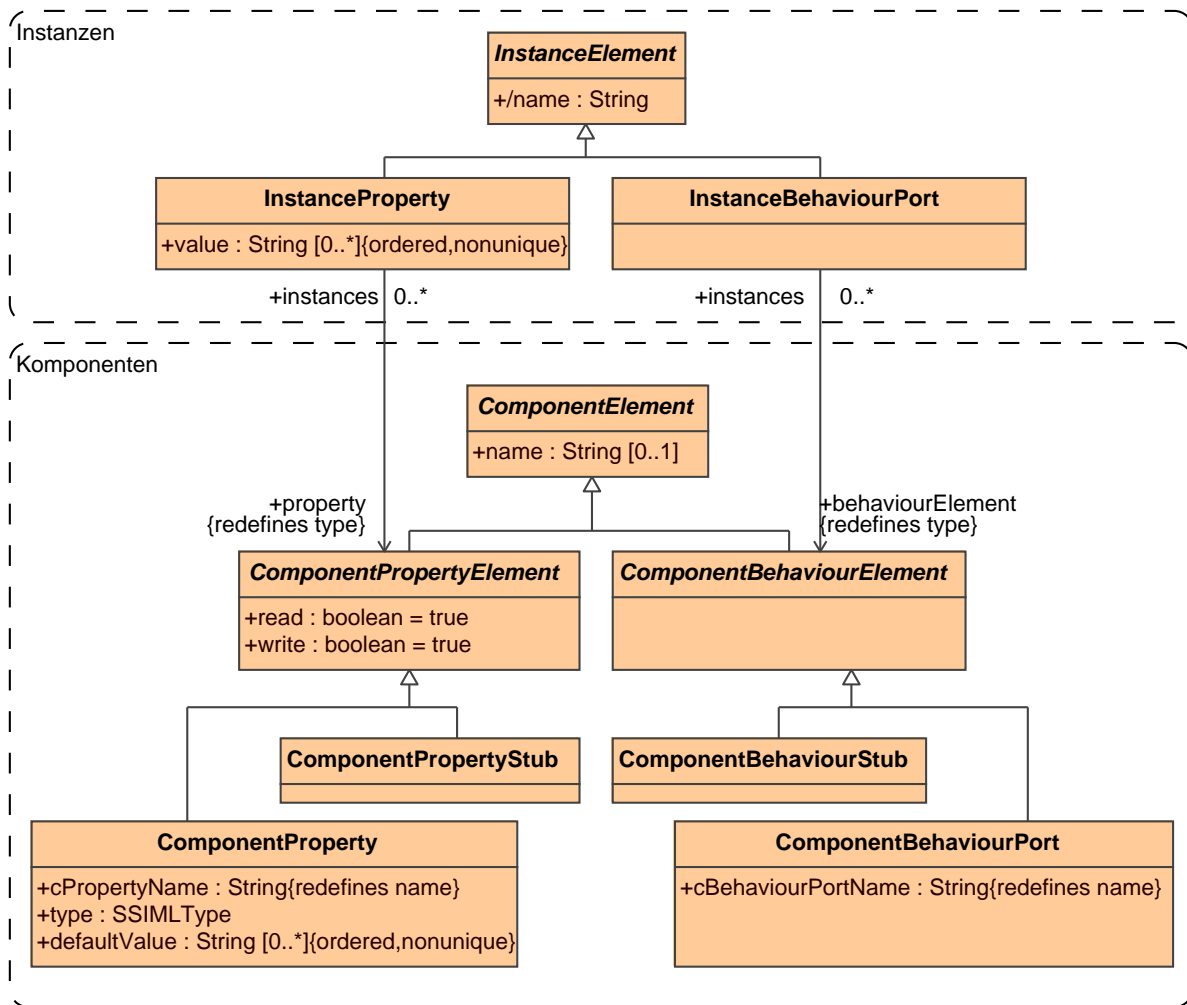 Instanzen
InstanceElement
+/name : String
InstanceProperty
+value : String [0..*]{ordered,nonunique}
InstanceBehaviourPort
+instances 0..*
+instances 0..*
Komponenten
ComponentElement
+name : String [0..1]
+property
{redefines type}
+behaviourElement
{redefines type}
ComponentPropertyElement
+read : boolean = true
+write : boolean = true
ComponentBehaviourElement
ComponentPropertyStub
ComponentBehaviourStub
ComponentProperty
+cPropertyName : String{redefines name}
+type : SSIMLType
+defaultValue : String [0..*]{ordered,nonunique}
ComponentBehaviourPort
+cBehaviourPortName : String{redefines name}